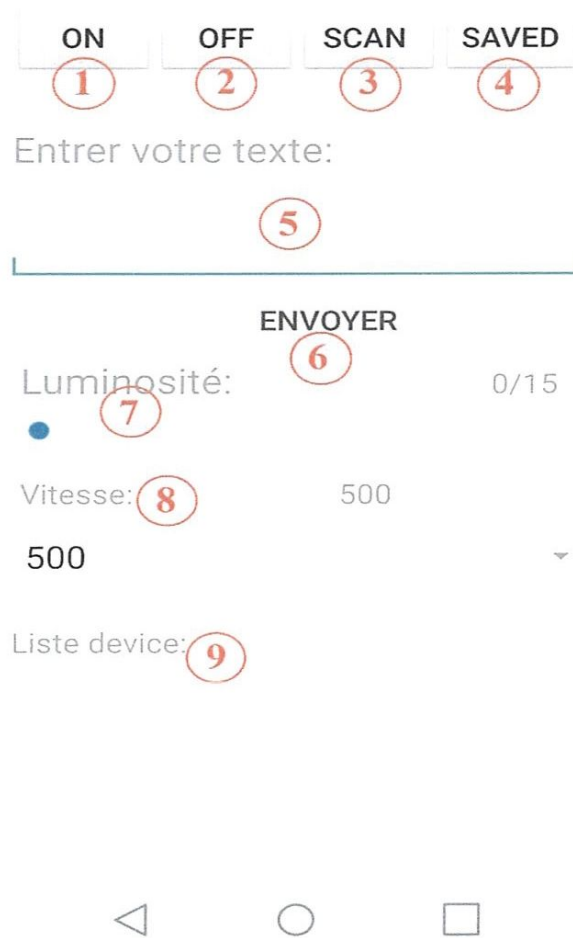 ON OFF SCAN SAVED
1 2 3 4
Entrer votre texte:
5
ENVOYER
6
Luminosité: 0/15
7
Vitesse: 8 500
500
Liste device: 9